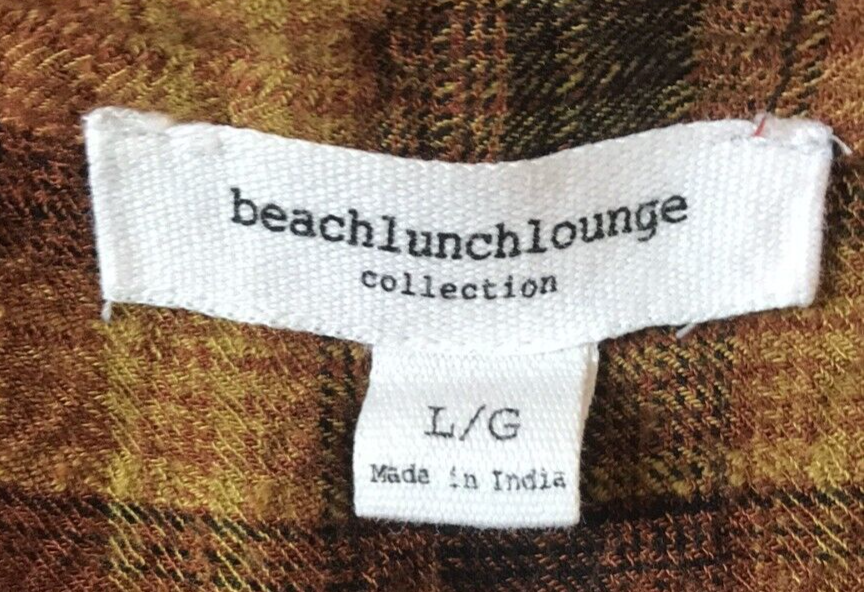 beachlunchlounge
collection
L/G
Made in India